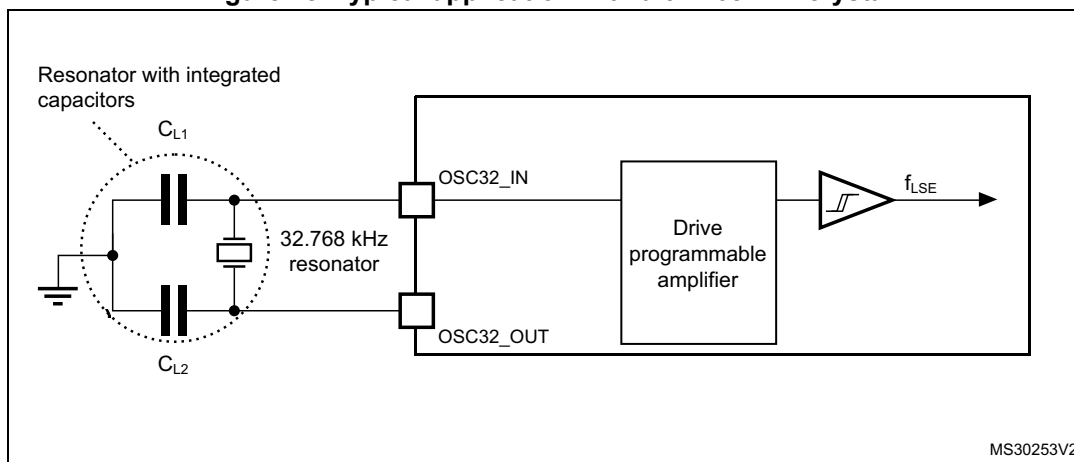 Resonator with integrated
capacitors
CL1
OSC32_IN
fLSE
32.768 kHz
resonator
Drive
programmable
amplifier
OSC32_OUT
CL2
MS30253V2